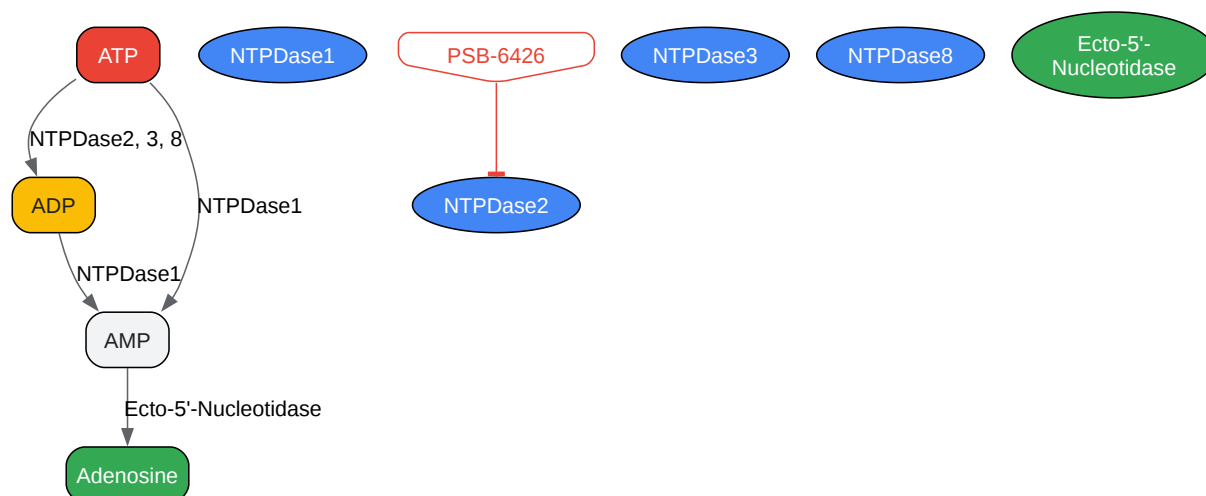 ATP
NTPDase1
PSB-6426
NTPDase3
NTPDase8
Ecto-5'-
Nucleotidase
NTPDase2, 3, 8
ADP
NTPDase1
NTPDase2
NTPDase1
AMP
Ecto-5'-Nucleotidase
Adenosine